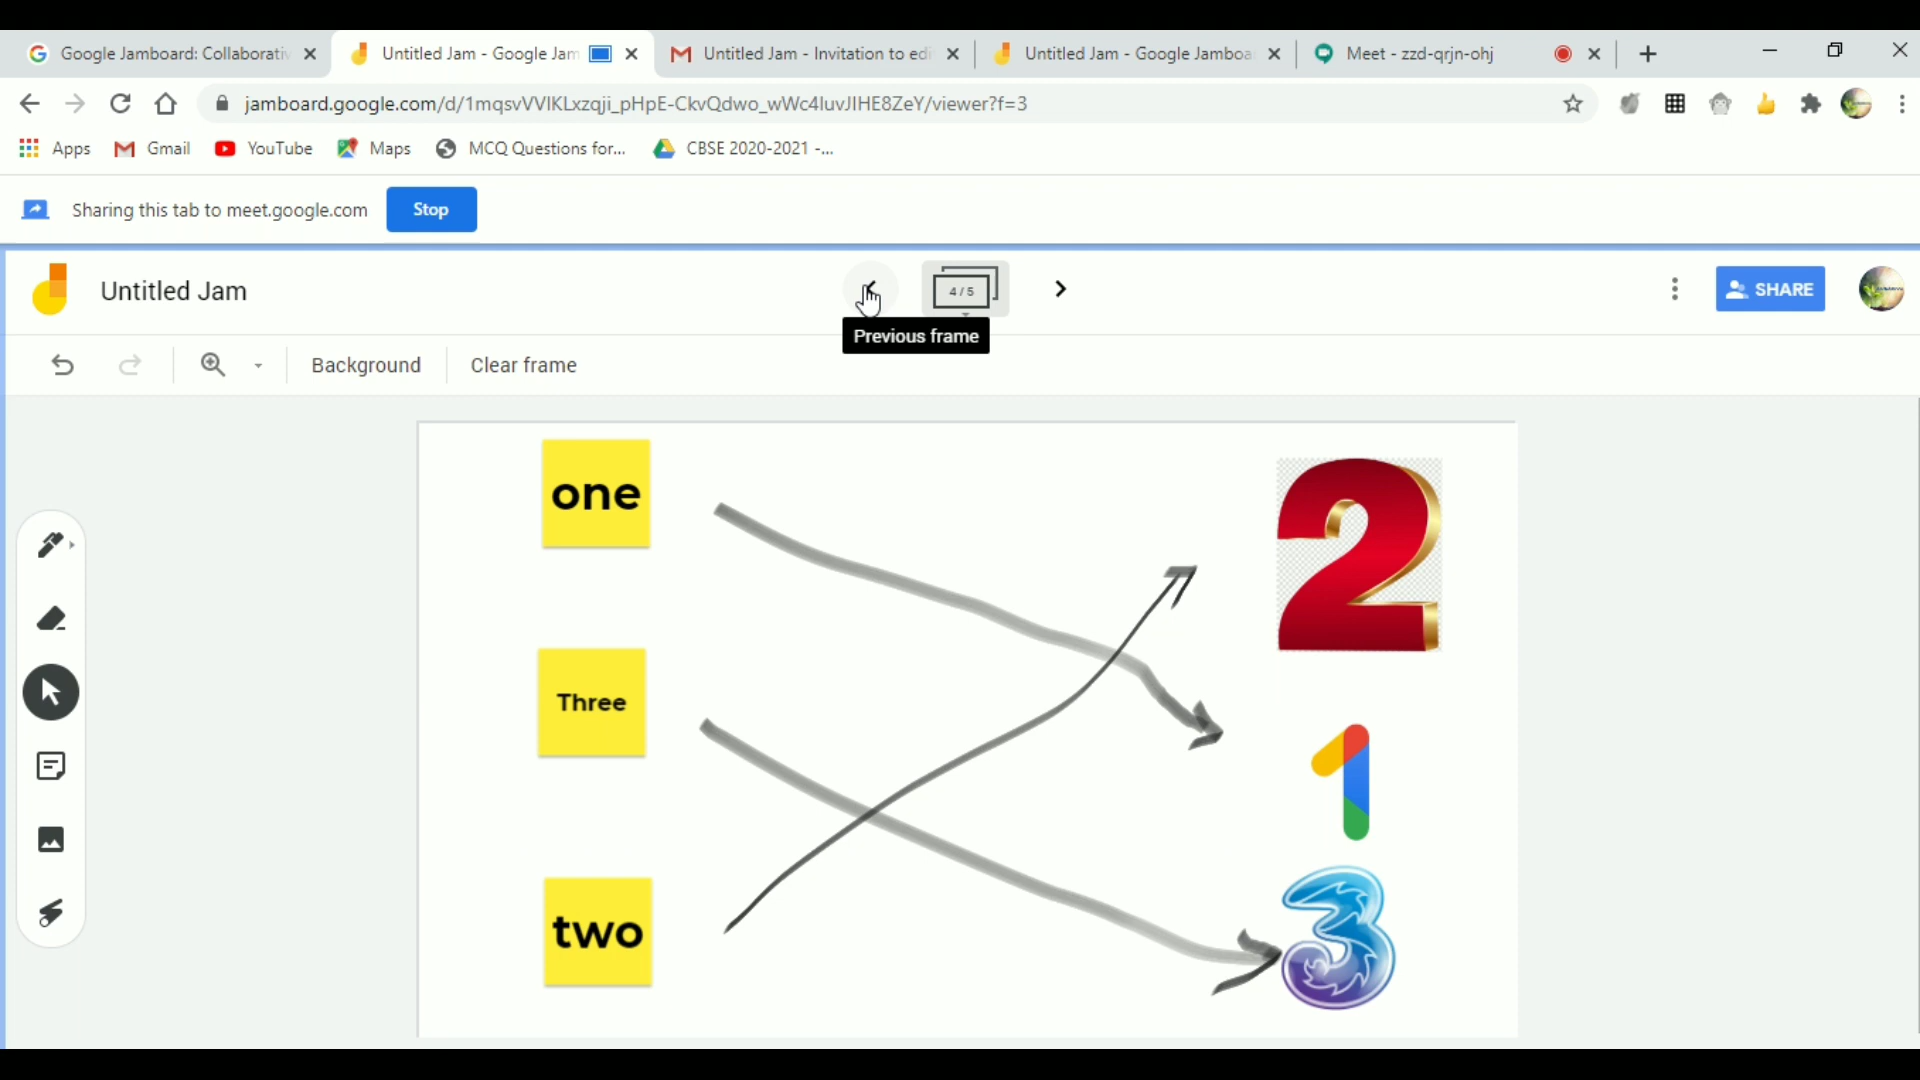 Google Jamboard: Collaborativ
Untitled Jam - Google Jam
Untitled Jam - Invitation to edi
Untitled Jam - Google Jamboa
Meet - zzd-qrjn-ohj
jamboard.google.com/d/1mqsvVVIKLxzqji_pHpE-CkvQdwo_wWc4luvJIHE8ZeY/viewer?f=3
Apps
Gmail
YouTube
Maps
MCQ Questions for...
CBSE 2020-2021 -...
Sharing this tab to meet.google.com
Stop
Untitled Jam
4 / 5
SHARE
Previous frame
Background
Clear frame
one
2
Three
1
two
3